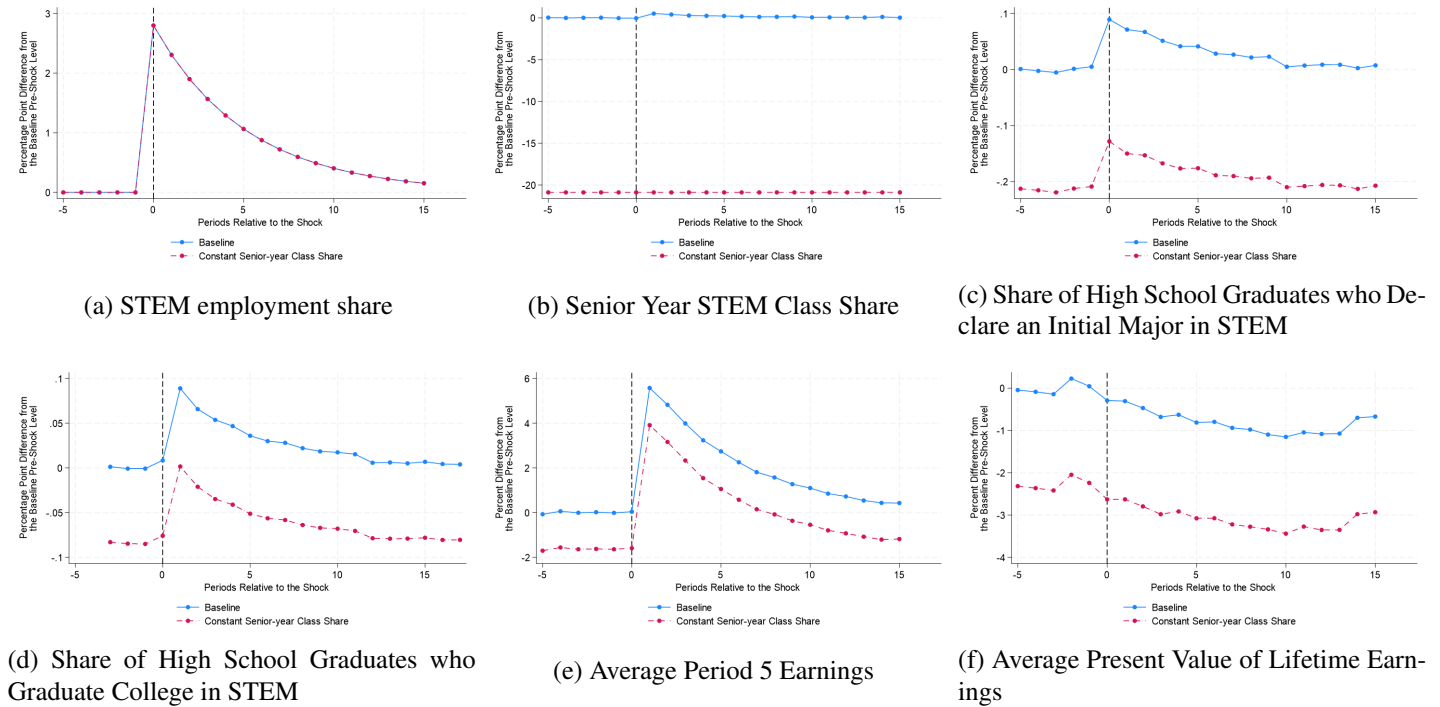 Percentage Point Difference from
the Baseline Pre-Shock Level
3
2
1
0
-5
0
5
10
15
Periods Relative to the Shock
Baseline
Constant Senior-year Class Share
(a) STEM employment share
Percentage Point Difference from
the Baseline Pre-Shock Level
0
-5
-10
-15
-20
-5
0
5
10
15
Periods Relative to the Shock
Baseline
Constant Senior-year Class Share
(b) Senior Year STEM Class Share
Percentage Point Difference from
the Baseline Pre-Shock Level
.1
0
-.1
-.2
-5
0
5
10
15
Periods Relative to the Shock
Baseline
Constant Senior-year Class Share
(c) Share of High School Graduates who De-
clare an Initial Major in STEM
Percentage Point Difference from
the Baseline Pre-Shock Level
.1
.05
0
-.05
-.1
-5
0
5
10
15
Periods Relative to the Shock
Baseline
Constant Senior-year Class Share
(d) Share of High School Graduates who
Graduate College in STEM
Percent Difference from
the Baseline Pre-Shock Level
6
4
2
0
-2
-5
0
5
10
15
Periods Relative to the Shock
Baseline
Constant Senior-year Class Share
(e) Average Period 5 Earnings
Percent Difference from
the Baseline Pre-Shock Level
0
-1
-2
-3
-4
-5
0
5
10
15
Periods Relative to the Shock
Baseline
Constant Senior-year Class Share
(f) Average Present Value of Lifetime Earn-
ings